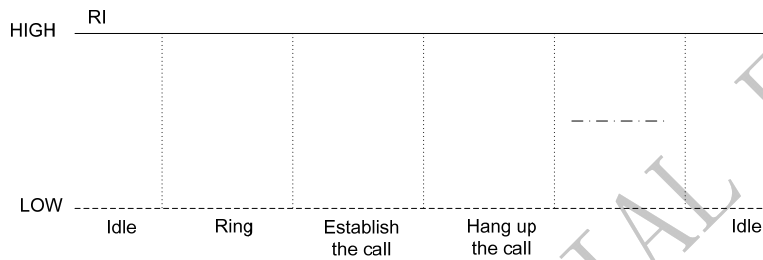 RI
HIGH
LOW
Idle
Ring
Establish
the call
Hang up
the call
Idle